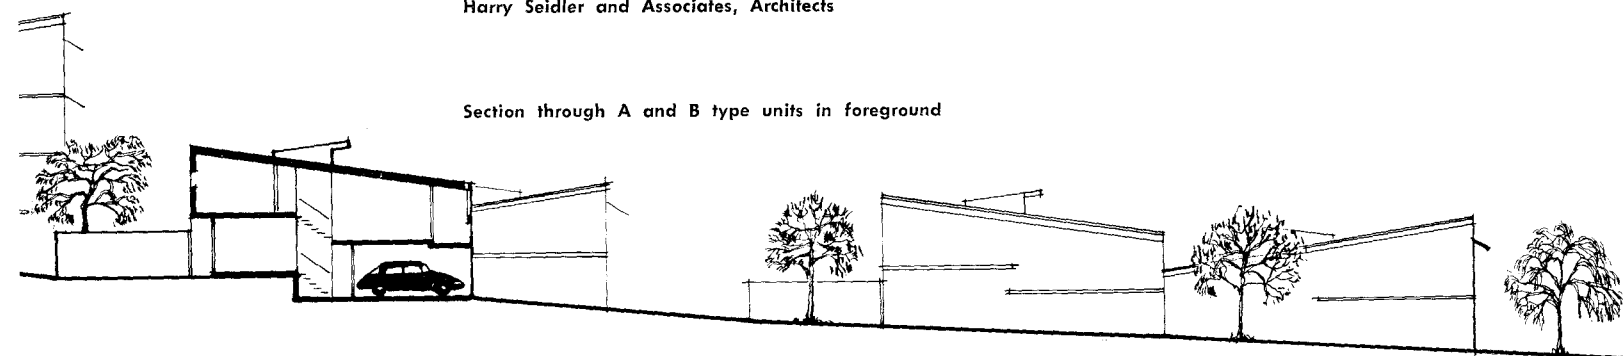 Harry Seidler and Associates, Architects
Section through A and B type units in foreground